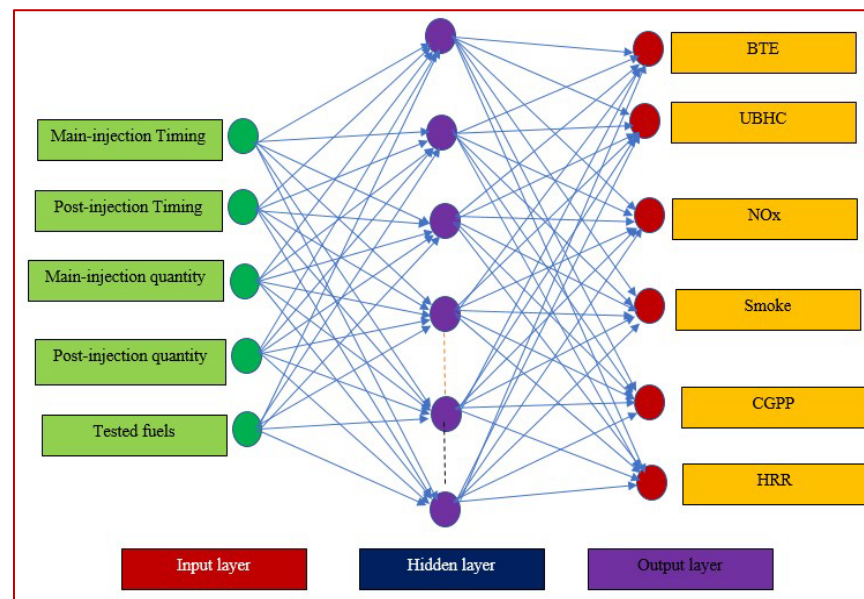 Main-injection Timing
Post-injection Timing
Main-injection quantity
Post-injection quantity
Tested fuels
BTE
UBHC
NOx
Smoke
CGPP
HRR
Input layer
Hidden layer
Output layer